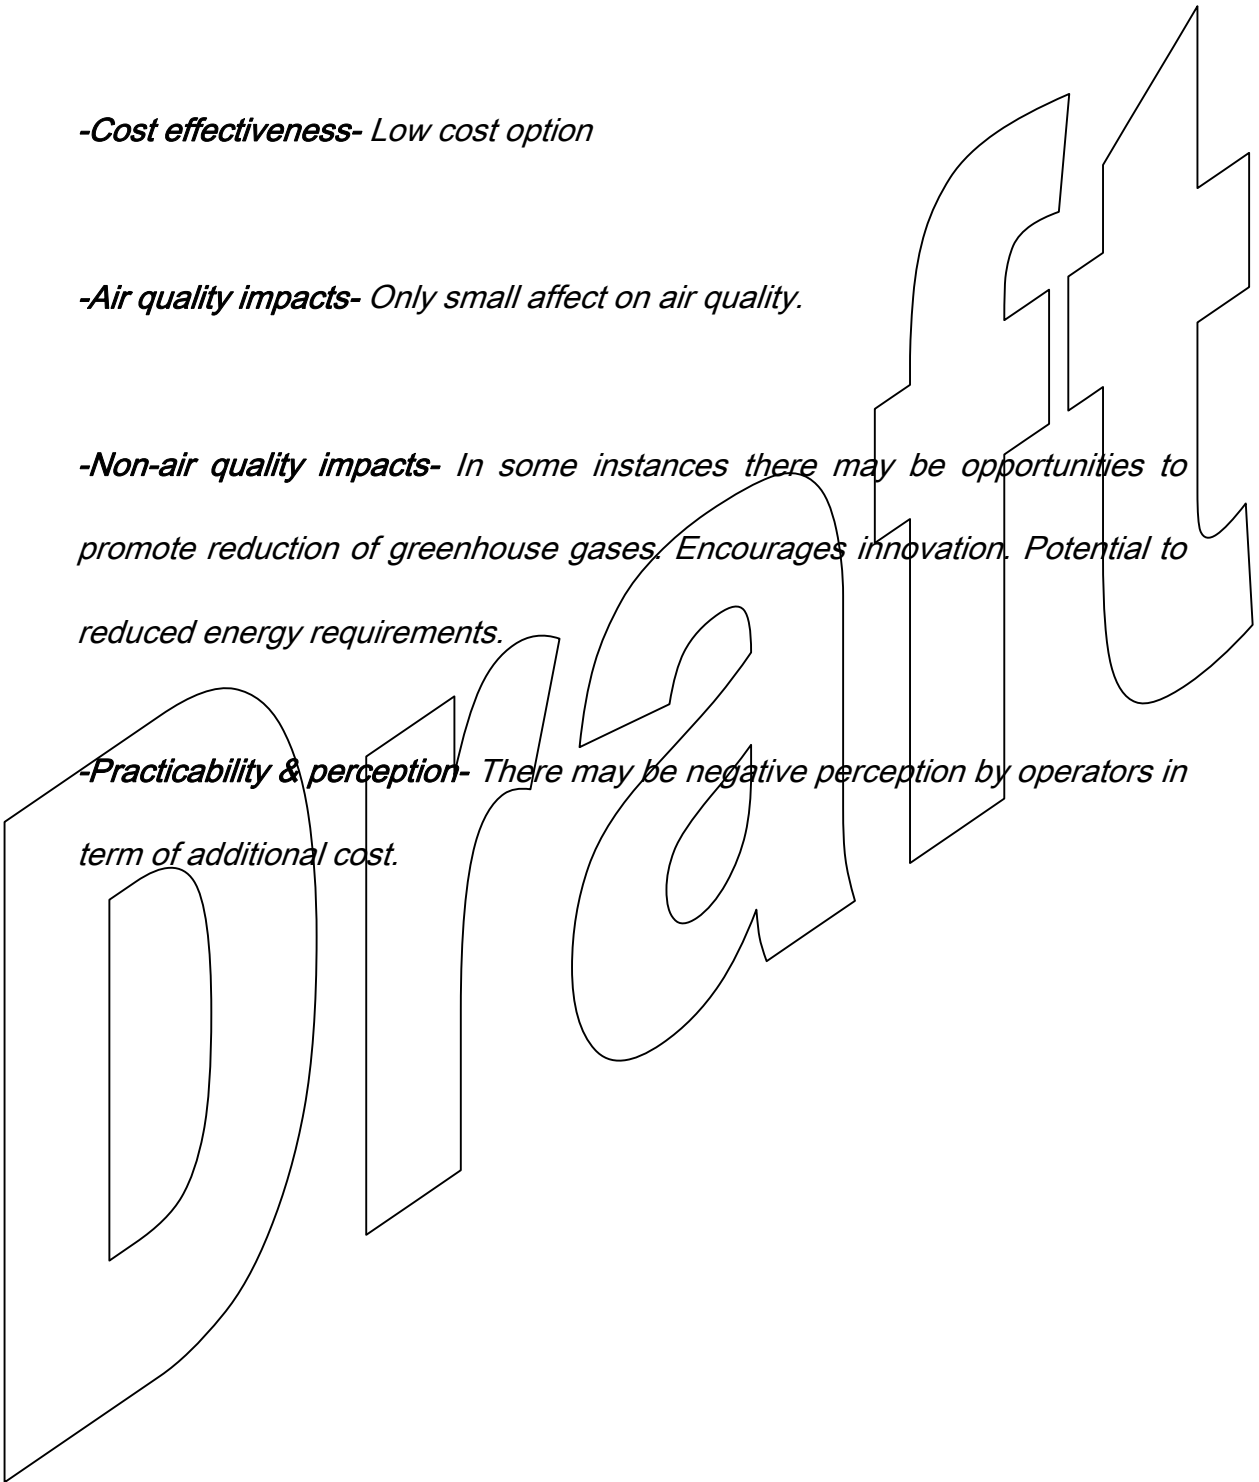 -Cost effectiveness- Low cost option
-Air quality impacts- Only small affect on air quality.
-Non-air quality impacts- In some instances there may be opportunities to
promote reduction of greenhouse gases. Encourages innovation. Potential to
reduced energy requirements.
-Practicability & perception- There may be negative perception by operators in
term of additional cost.
Draft